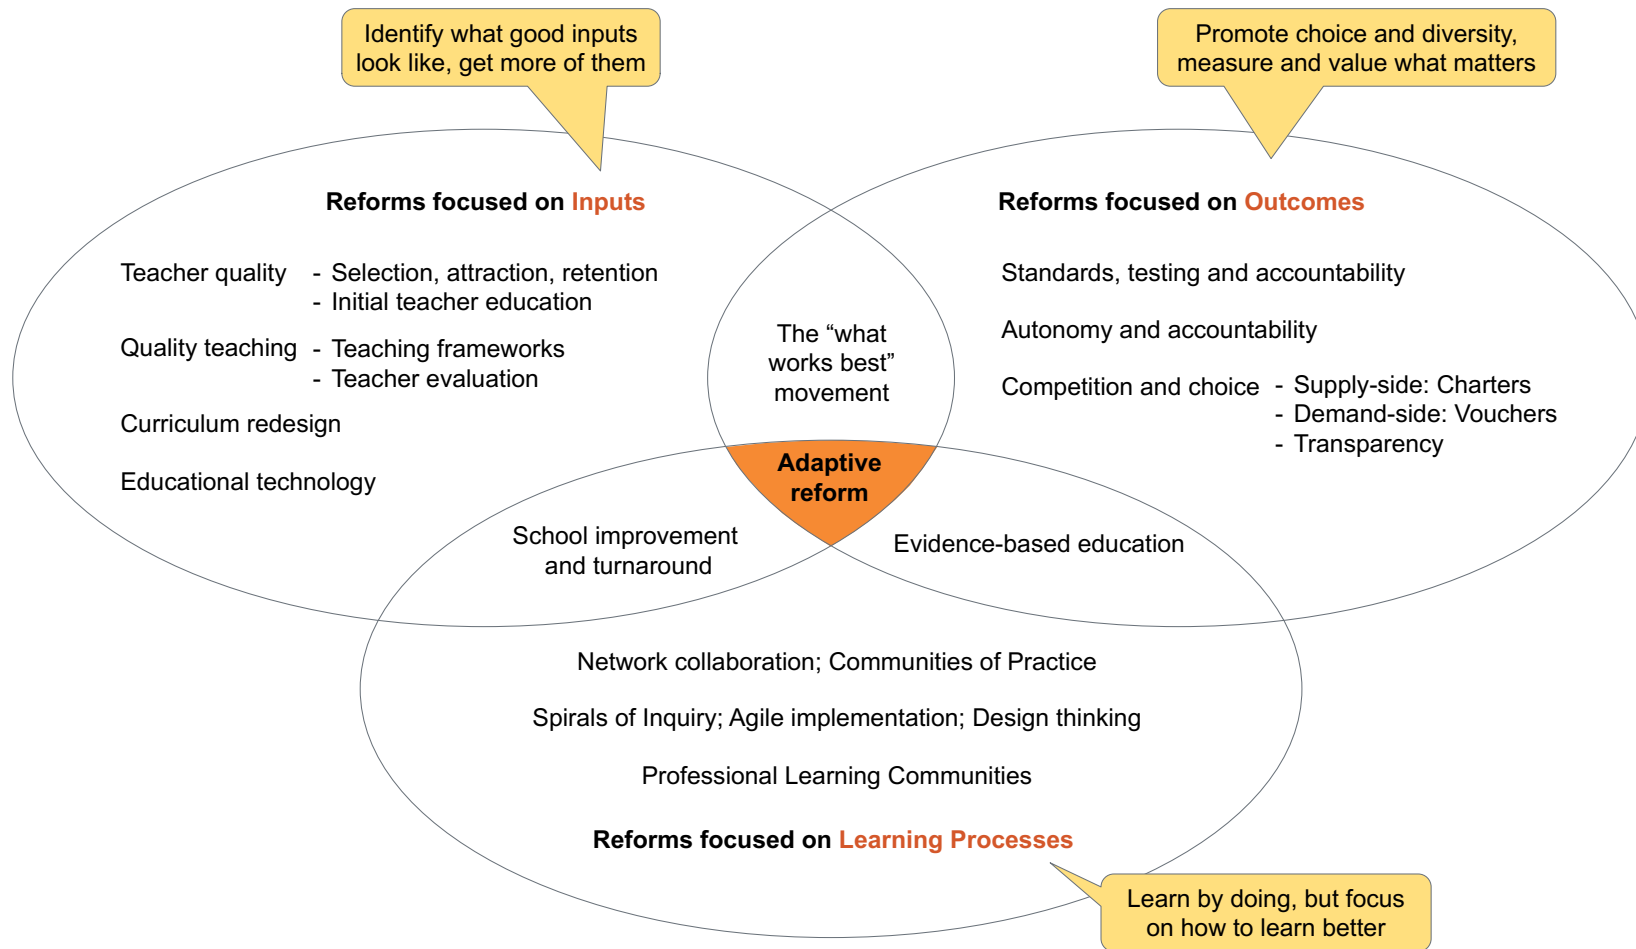 Identify what good inputs
look like, get more of them
Promote choice and diversity,
measure and value what matters
Reforms focused on Inputs
Teacher quality - Selection, attraction, retention
- Initial teacher education
Quality teaching - Teaching frameworks
- Teacher evaluation
Curriculum redesign
Educational technology
The “what
works best”
movement
Reforms focused on Outcomes
Standards, testing and accountability
Autonomy and accountability
Competition and choice - Supply-side: Charters
- Demand-side: Vouchers
- Transparency
Adaptive
reform
School improvement
and turnaround
Evidence-based education
Network collaboration; Communities of Practice
Spirals of Inquiry; Agile implementation; Design thinking
Professional Learning Communities
Reforms focused on Learning Processes
Learn by doing, but focus
on how to learn better